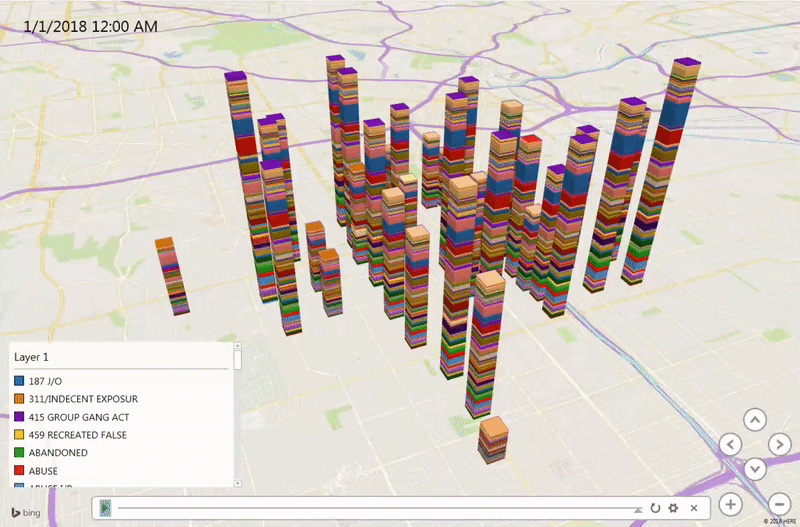 1/1/2018 12:00 AM
Layer 1
187 J/O
311/INDECENT EXPOSUR
415 GROUP GANG ACT
459 RECREATED FALSE
ABANDONED
ABUSE
bing
© 2018 HERE